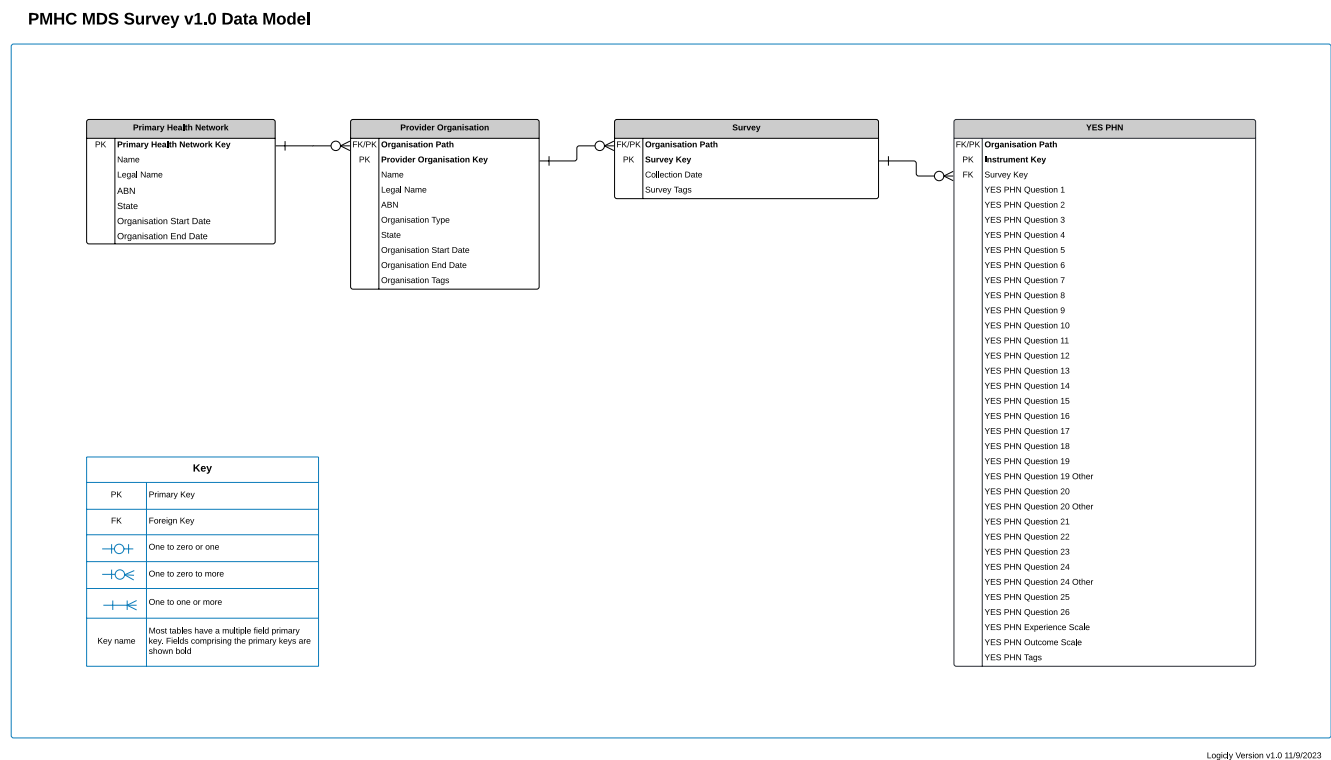 PMHC MDS Survey v1.0 Data Model
Primary Health Network
PK Primary Health Network Key
Name
Legal Name
ABN
State
Organisation Start Date
Organisation End Date
Provider Organisation
FK/PK Organisation Path
PK Provider Organisation Key
Name
Legal Name
ABN
Organisation Type
State
Organisation Start Date
Organisation End Date
Organisation Tags
Survey
FK/PK Organisation Path
PK Survey Key
Collection Date
Survey Tags
YES PHN
FK/PK Organisation Path
PK Instrument Key
FK Survey Key
YES PHN Question 1
YES PHN Question 2
YES PHN Question 3
YES PHN Question 4
YES PHN Question 5
YES PHN Question 6
YES PHN Question 7
YES PHN Question 8
YES PHN Question 9
YES PHN Question 10
YES PHN Question 11
YES PHN Question 12
YES PHN Question 13
YES PHN Question 14
YES PHN Question 15
YES PHN Question 16
YES PHN Question 17
YES PHN Question 18
YES PHN Question 19
YES PHN Question 19 Other
YES PHN Question 20
YES PHN Question 20 Other
YES PHN Question 21
YES PHN Question 22
YES PHN Question 23
YES PHN Question 24
YES PHN Question 24 Other
YES PHN Question 25
YES PHN Question 26
YES PHN Experience Scale
YES PHN Outcome Scale
YES PHN Tags
Key
PK Primary Key
FK Foreign Key
One to zero or one
One to zero to more
One to one or more
Key name Most tables have a multiple field primary
key. Fields comprising the primary keys are
shown bold
Logicly Version v1.0 11/9/2023